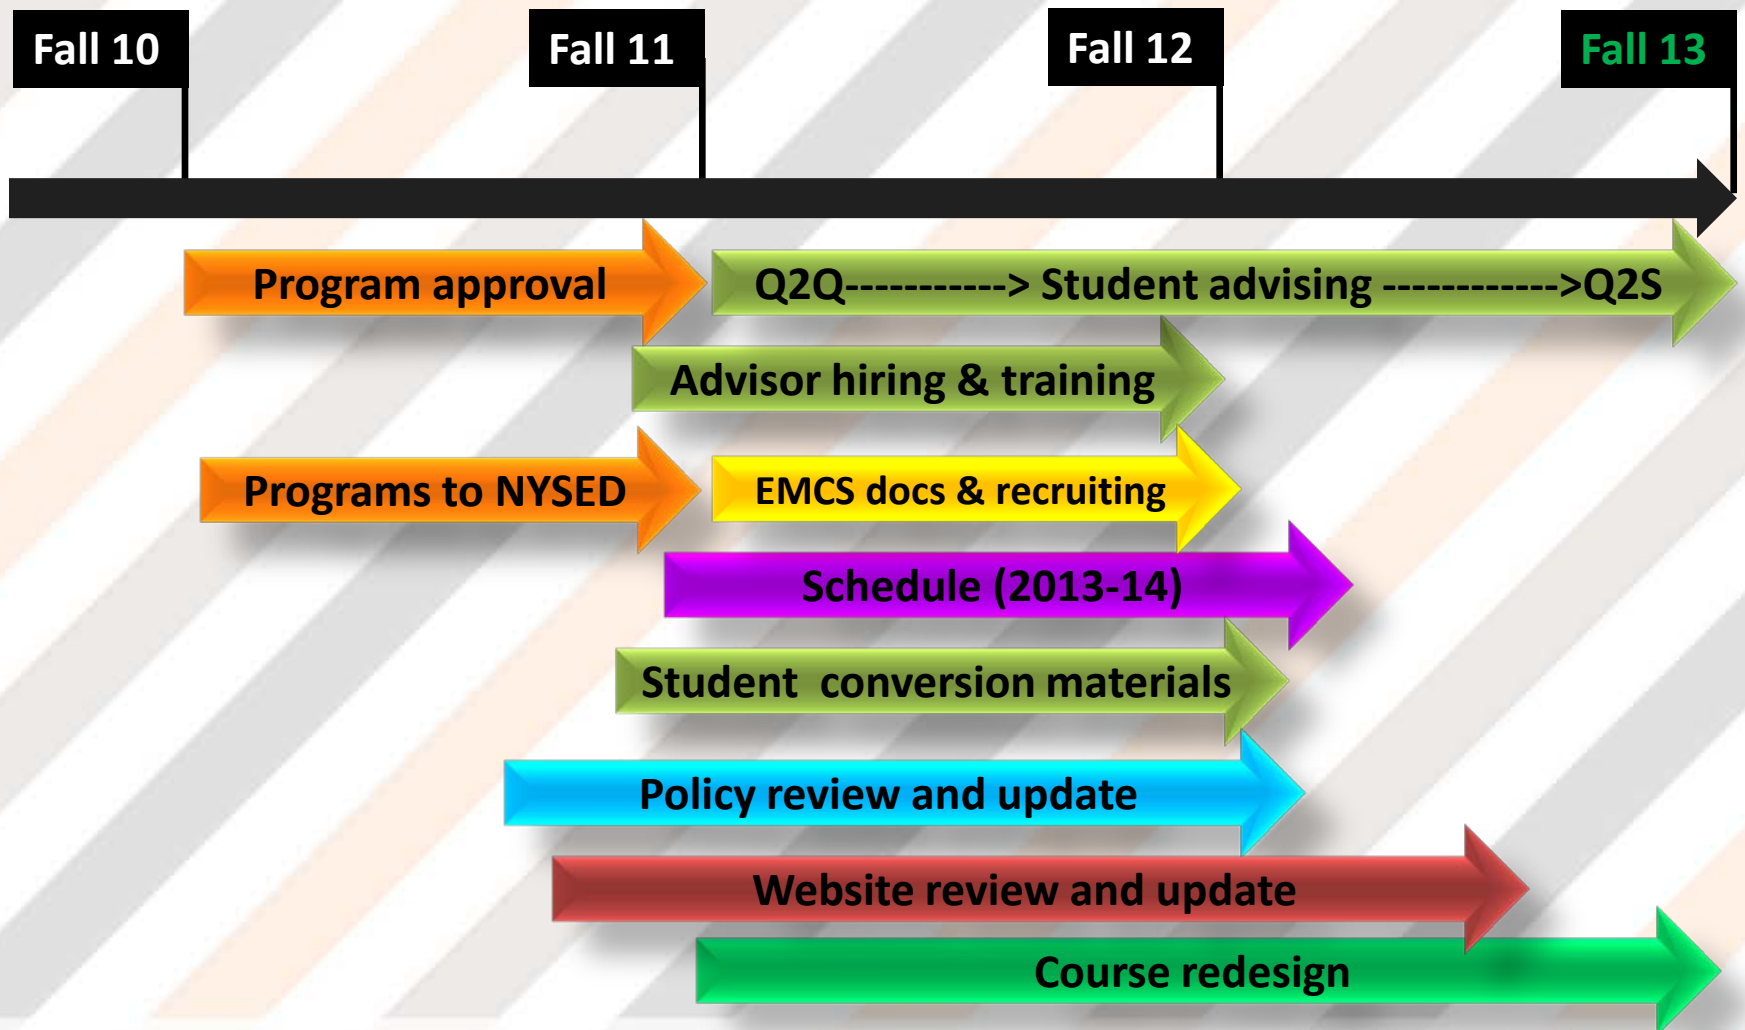 Fall 10
Fall 11
Fall 12
Fall 13
Program approval
Q2Q-----------> Student advising ------------>Q2S
Advisor hiring & training
Programs to NYSED
EMCS docs & recruiting
Schedule (2013-14)
Student  conversion materials
Policy review and update
Website review and update
Course redesign